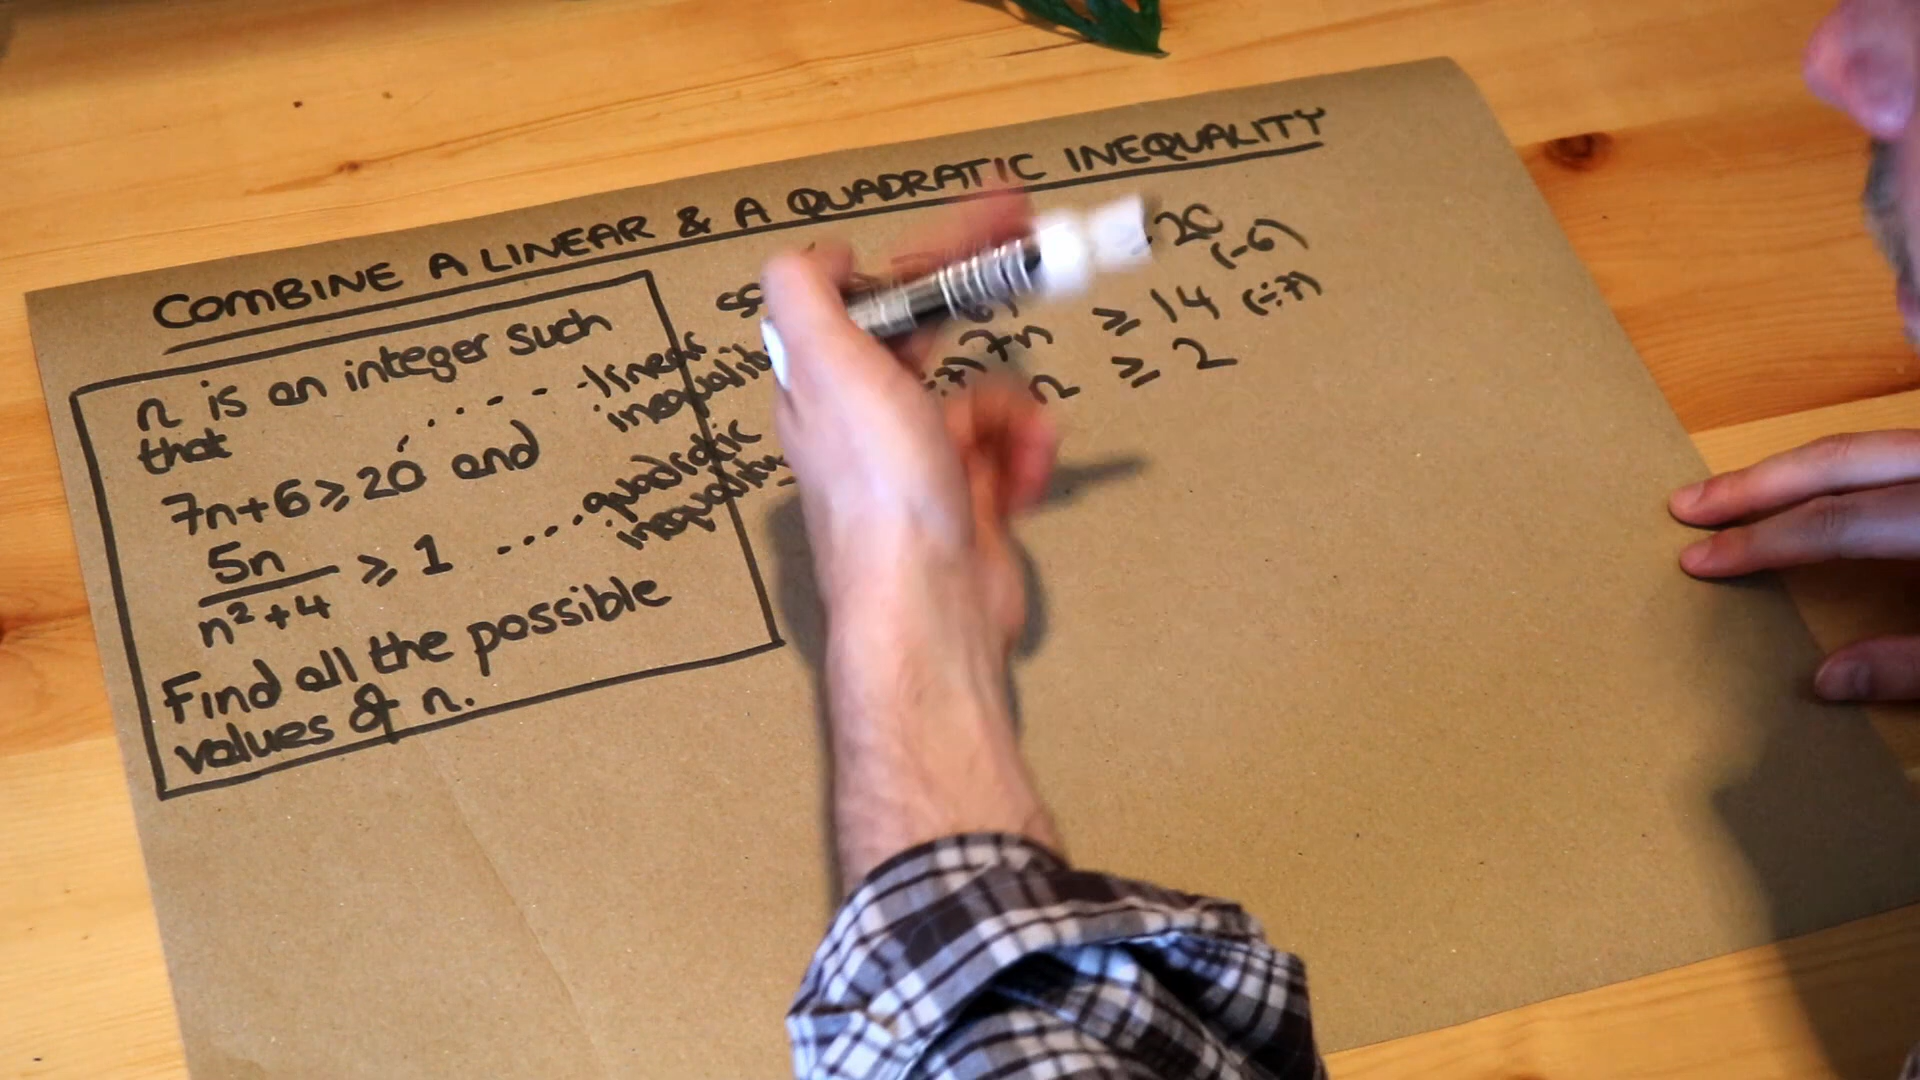 COMBINE A LINEAR & A QUADRATIC INEQUALITY
n is an integer such
that
7n+6⩾20 and
linear
inequality
5n/n²+4 ⩾ 1
quadratic
inequality
Find all the possible
values of n.
20
(-6)
7n ⩾ 14 (÷7)
n ⩾ 2